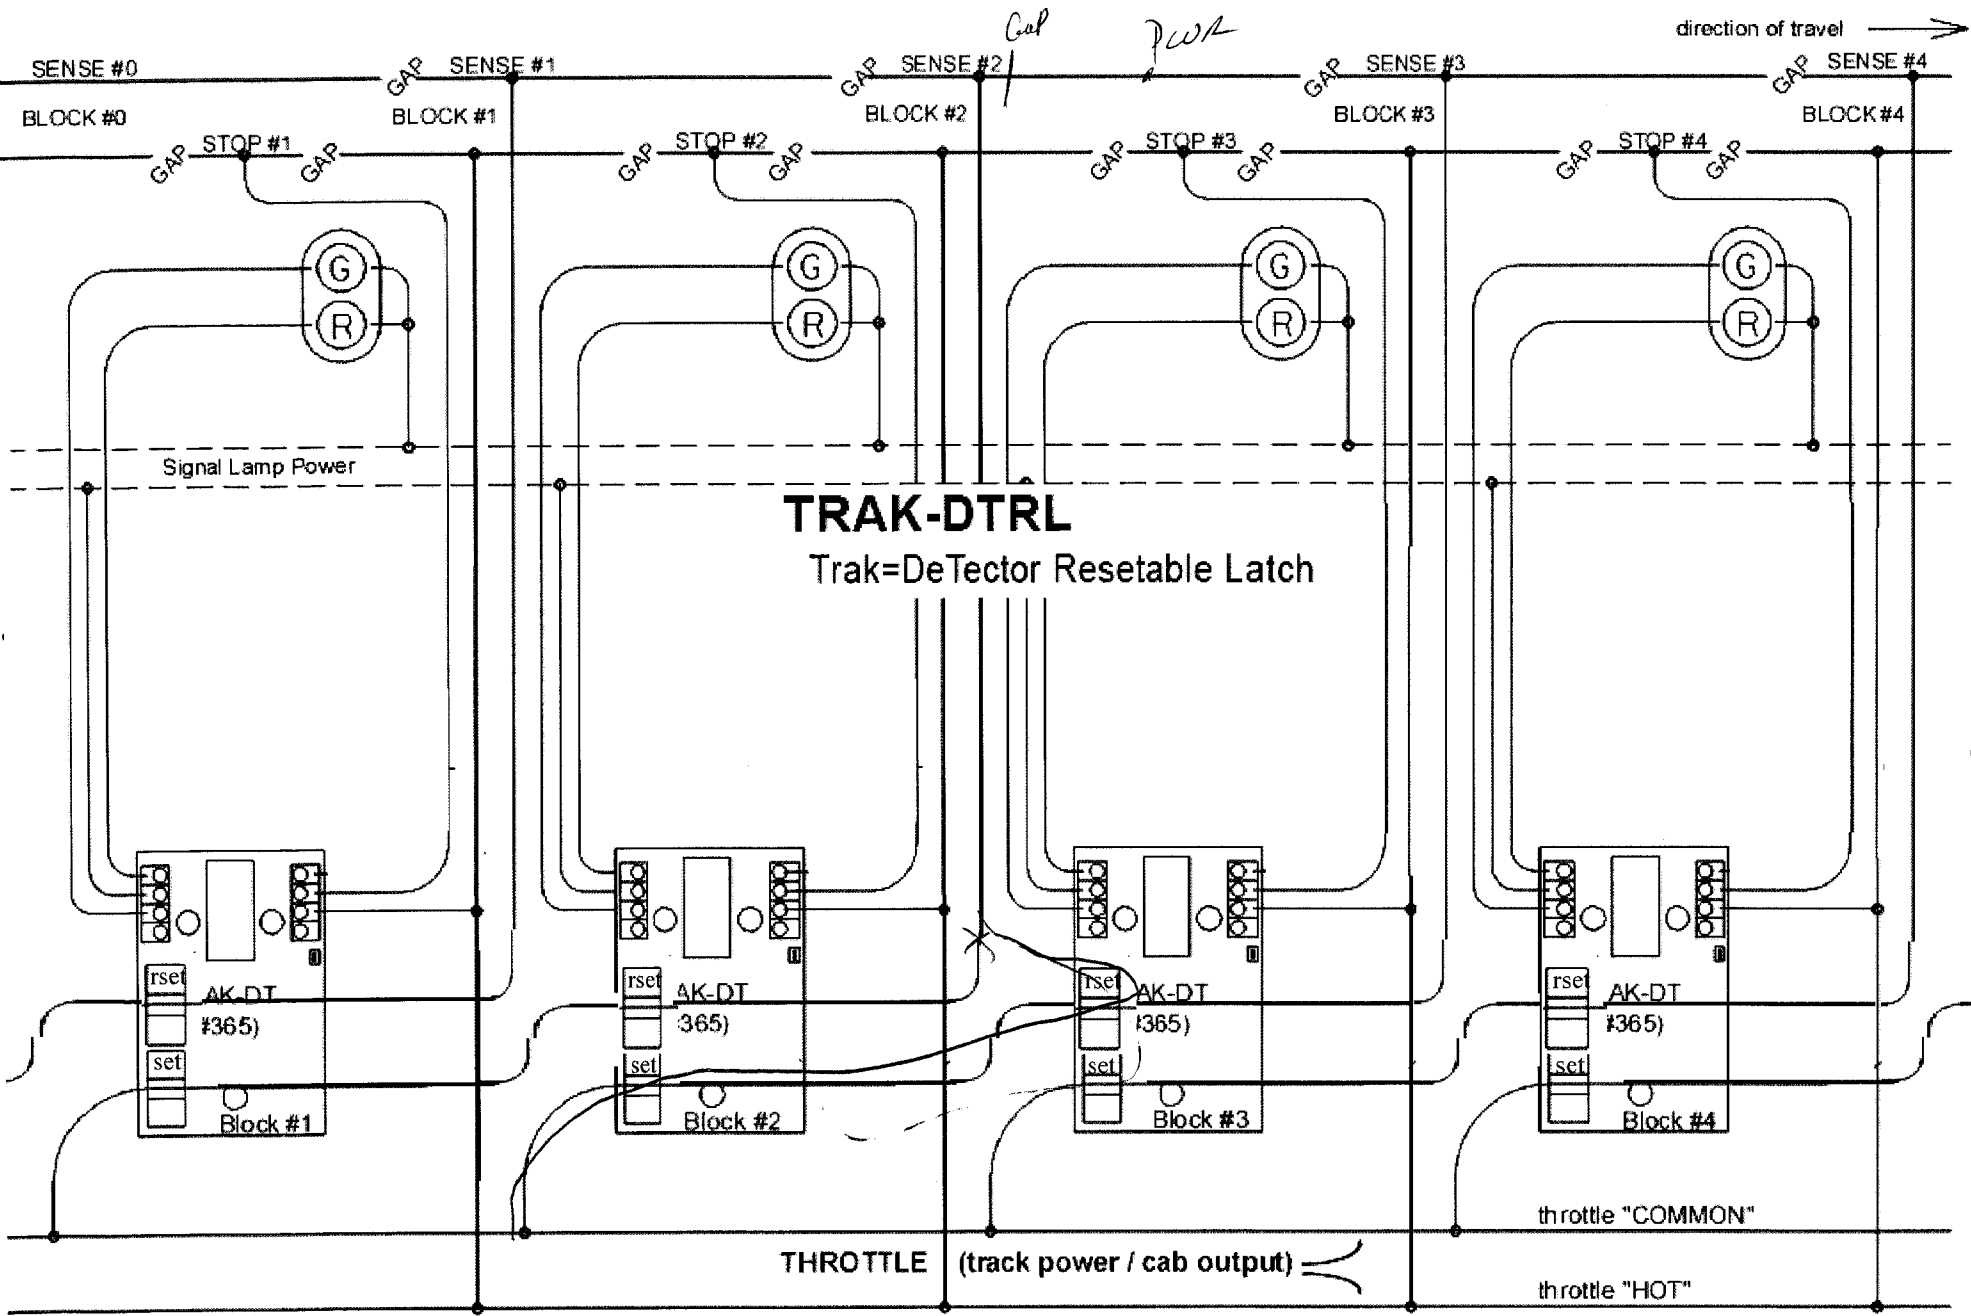 Gap
PWR
direction of travel
SENSE #0
GAP
SENSE #1
GAP
SENSE #2
GAP
SENSE #3
GAP
SENSE #4
BLOCK #0
BLOCK #1
BLOCK #2
BLOCK #3
BLOCK #4
GAP
STOP #1
GAP
GAP
STOP #2
GAP
GAP
STOP #3
GAP
GAP
STOP #4
GAP
G
G
G
G
R
R
R
R
Signal Lamp Power
TRAK-DTRL
Trak=DeTector Resetable Latch
rset
AK-DT
#365)
set
Block #1
rset
AK-DT
365)
set
Block #2
rset
AK-DT
#365)
set
Block #3
rset
AK-DT
#365)
set
Block #4
throttle "COMMON"
THROTTLE (track power / cab output)
throttle "HOT"